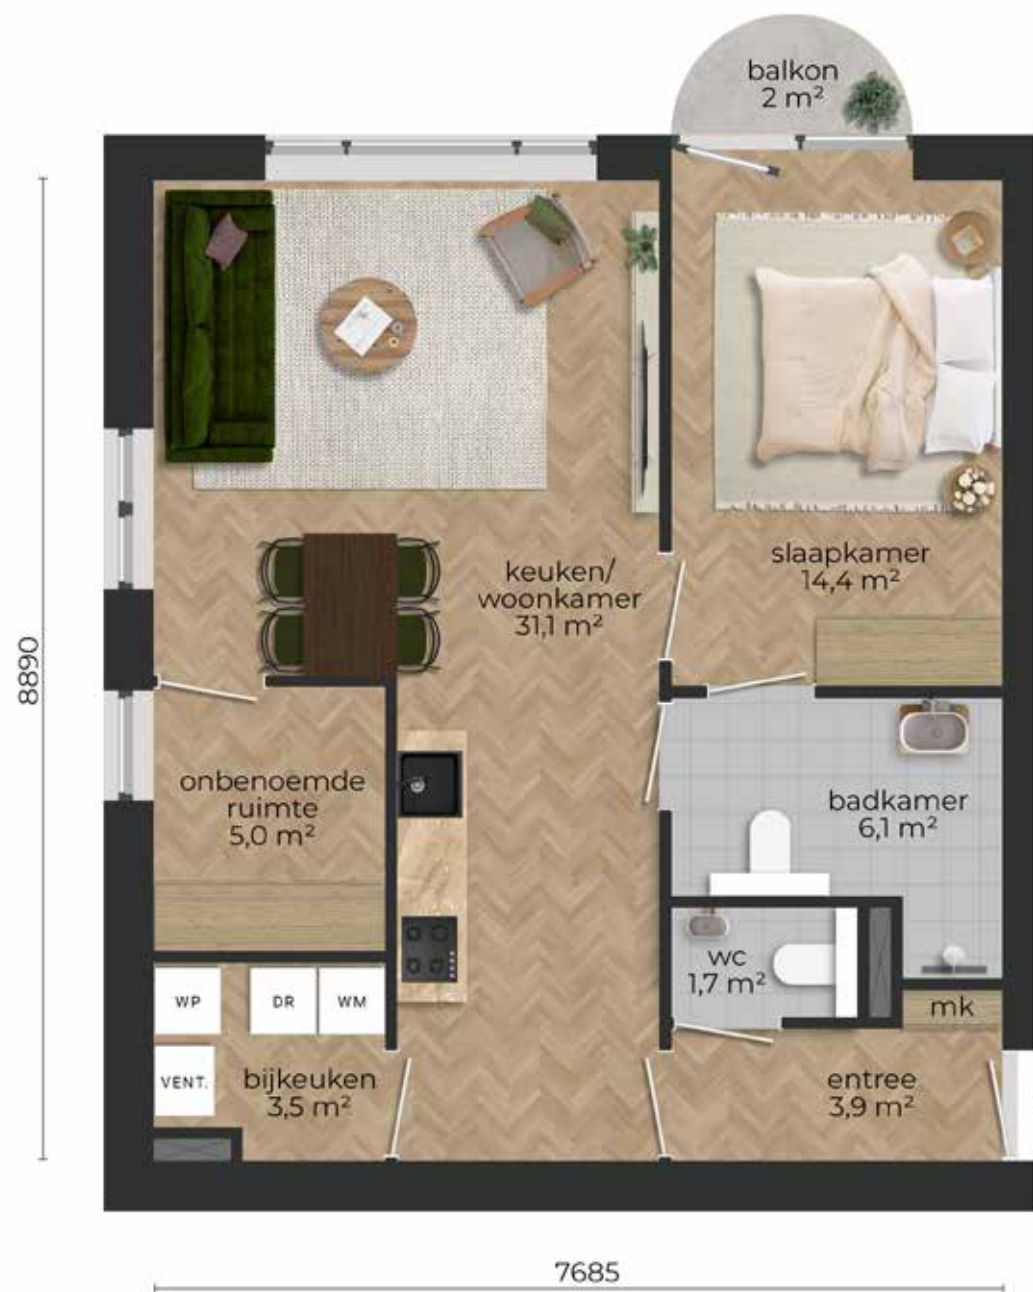 balkon
2 m²
8890
keuken/
woonkamer
31,1 m²
slaapkamer
14,4 m²
onbenoemde
ruimte
5,0 m²
badkamer
6,1 m²
wc
1,7 m²
mk
WP
DR
WM
VENT.
bijkeuken
3,5 m²
entree
3,9 m²
7685